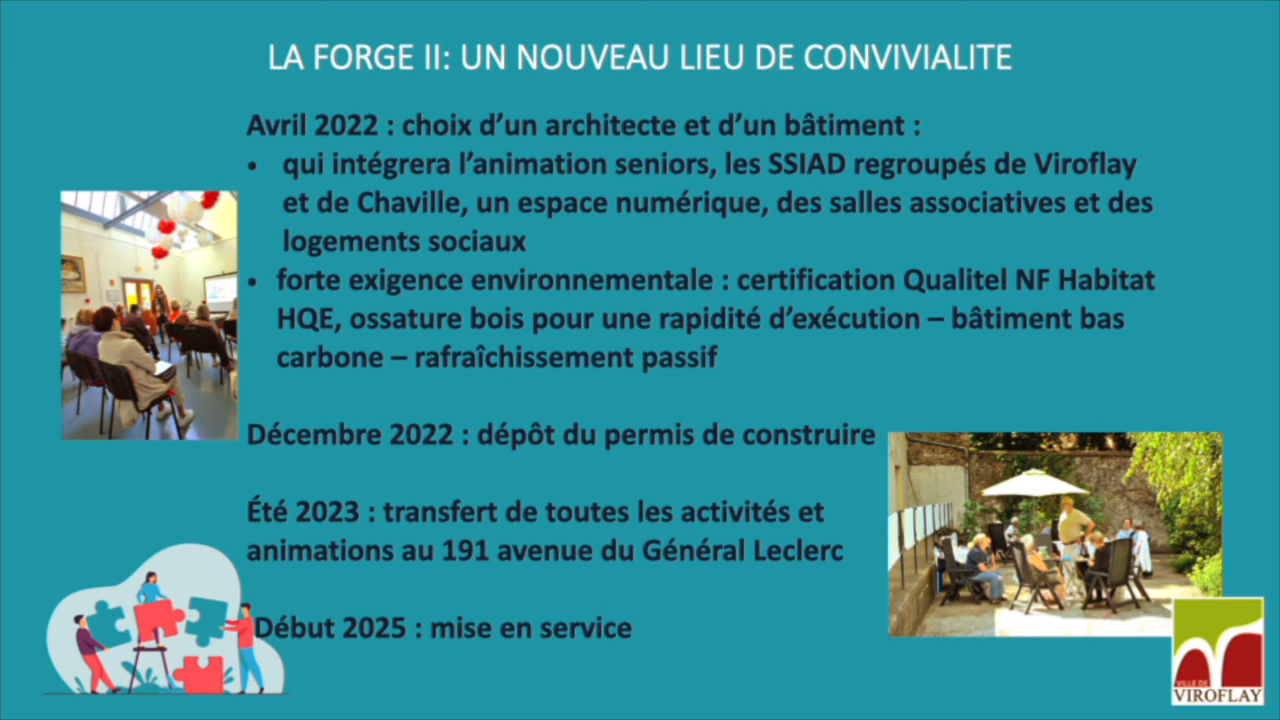 LA FORGE II: UN NOUVEAU LIEU DE CONVIVIALITE
Avril 2022 : choix d’un architecte et d’un bâtiment :
• qui intégrera l’animation seniors, les SSIAD regroupés de Viroflay
et de Chaville, un espace numérique, des salles associatives et des
logements sociaux
• forte exigence environnementale : certification Qualitel NF Habitat
HQE, ossature bois pour une rapidité d’exécution – bâtiment bas
carbone – rafraîchissement passif
Décembre 2022 : dépôt du permis de construire
Été 2023 : transfert de toutes les activités et
animations au 191 avenue du Général Leclerc
Début 2025 : mise en service
VILLE DE
VIROFLAY